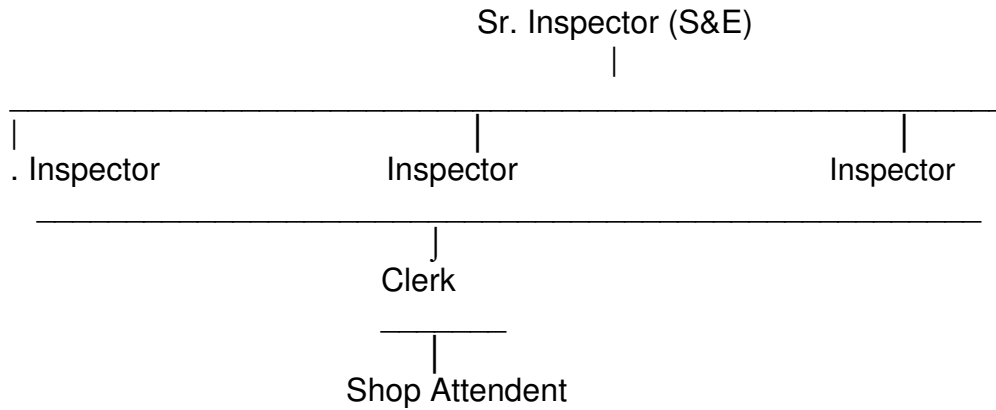 Sr. Inspector (S&E)
. Inspector Inspector Inspector
Clerk
Shop Attendent